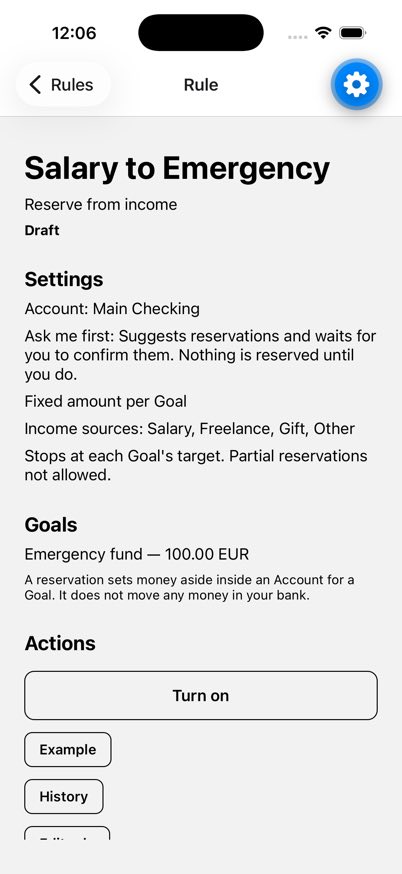 12:06
Rules
Rule
Salary to Emergency
Reserve from income
Draft
Settings
Account: Main Checking
Ask me first: Suggests reservations and waits for
you to confirm them. Nothing is reserved until
you do.
Fixed amount per Goal
Income sources: Salary, Freelance, Gift, Other
Stops at each Goal's target. Partial reservations
not allowed.
Goals
Emergency fund — 100.00 EUR
A reservation sets money aside inside an Account for a
Goal. It does not move any money in your bank.
Actions
Turn on
Example
History